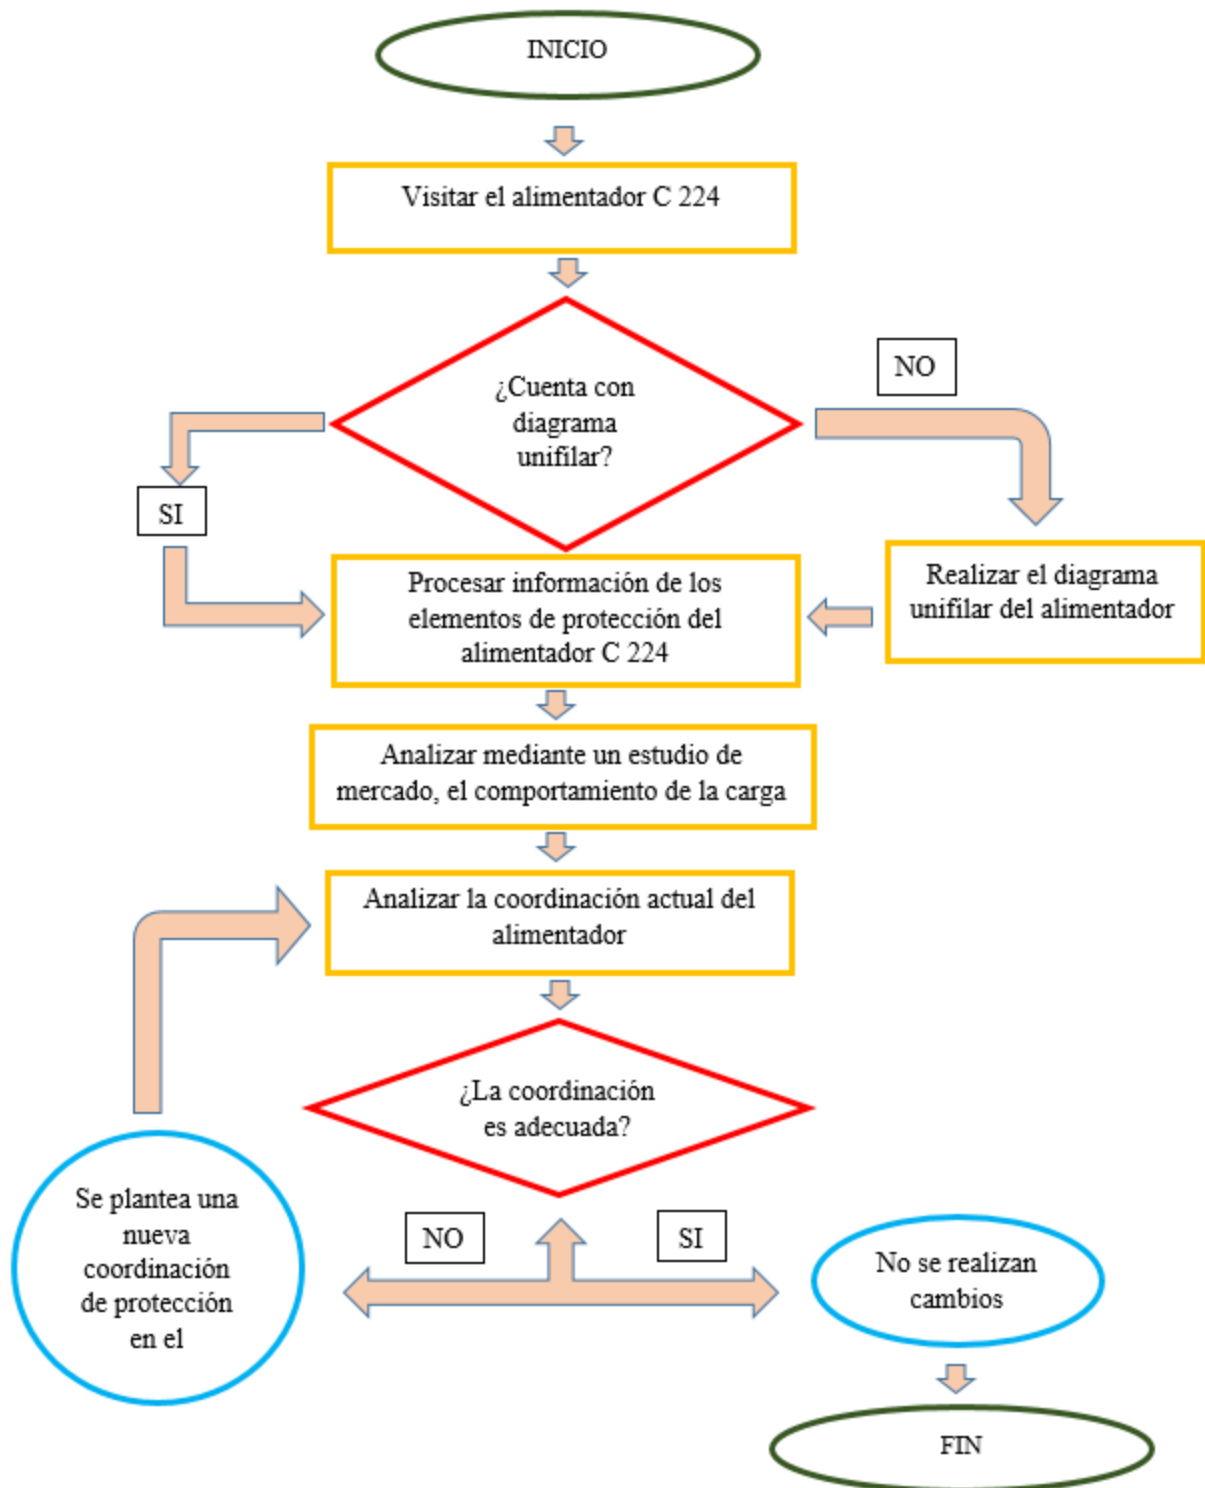 INICIO
Visitar el alimentador C 224
¿Cuenta con
diagrama
unifilar?
NO
SI
Procesar información de los
elementos de protección del
alimentador C 224
Realizar el diagrama
unifilar del alimentador
Analizar mediante un estudio de
mercado, el comportamiento de la carga
Analizar la coordinación actual del
alimentador
¿La coordinación
es adecuada?
NO
SI
Se plantea una
nueva
coordinación
de protección
en el
No se realizan
cambios
FIN